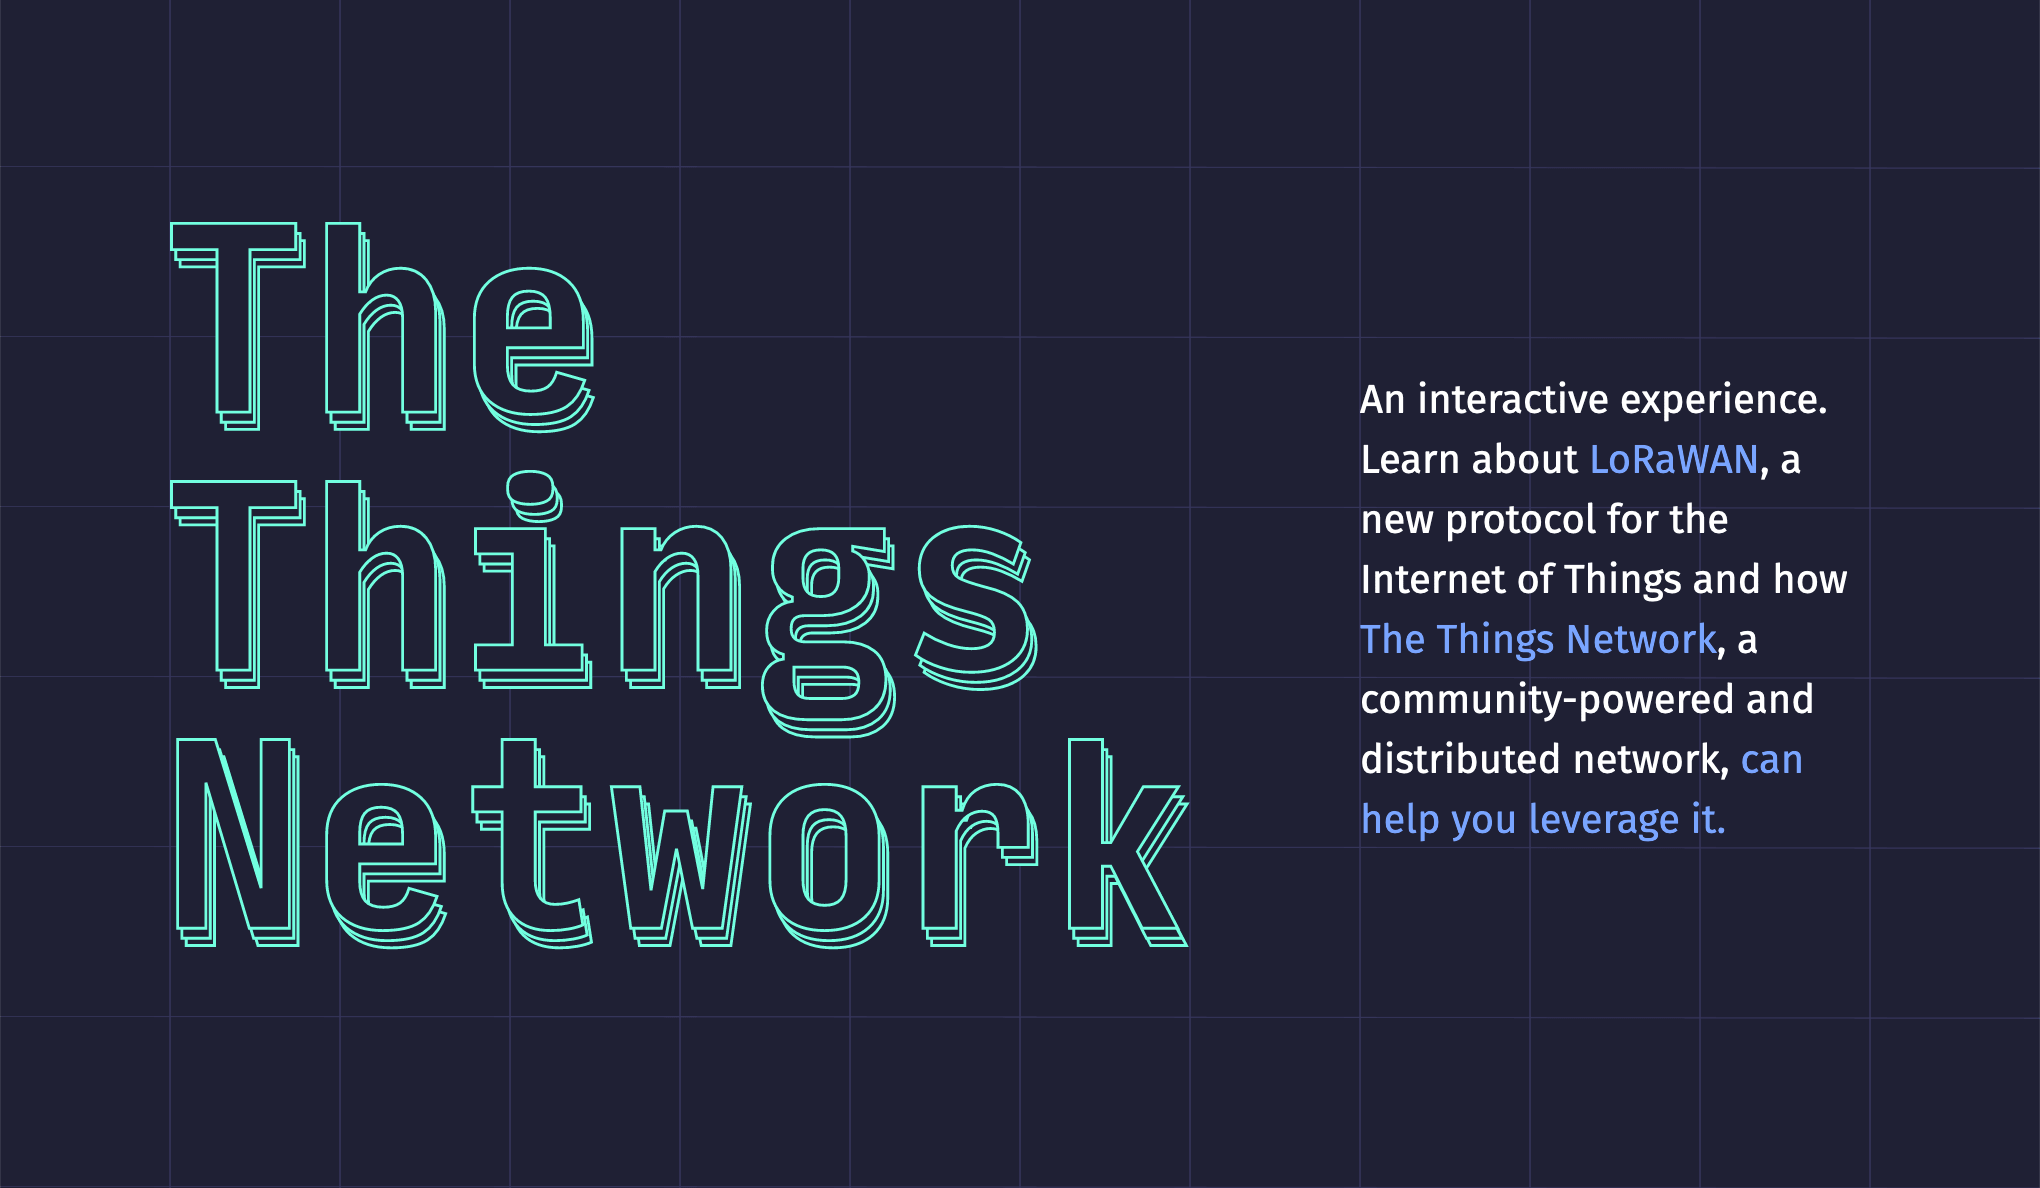 The
Things
Network
An interactive experience.
Learn about LoRaWAN, a
new protocol for the
Internet of Things and how
The Things Network, a
community-powered and
distributed network, can
help you leverage it.